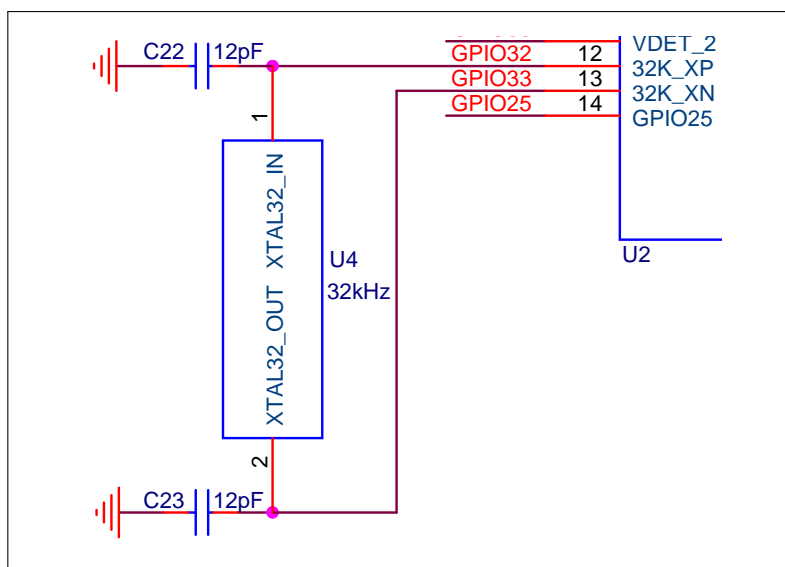 VDET_2
C22 12pF
GPIO32 12 32K_XP
GPIO33 13 32K_XN
GPIO25 14 GPIO25
1
XTAL32_IN
U4
32kHz
U2
XTAL32_OUT
2
C23 12pF